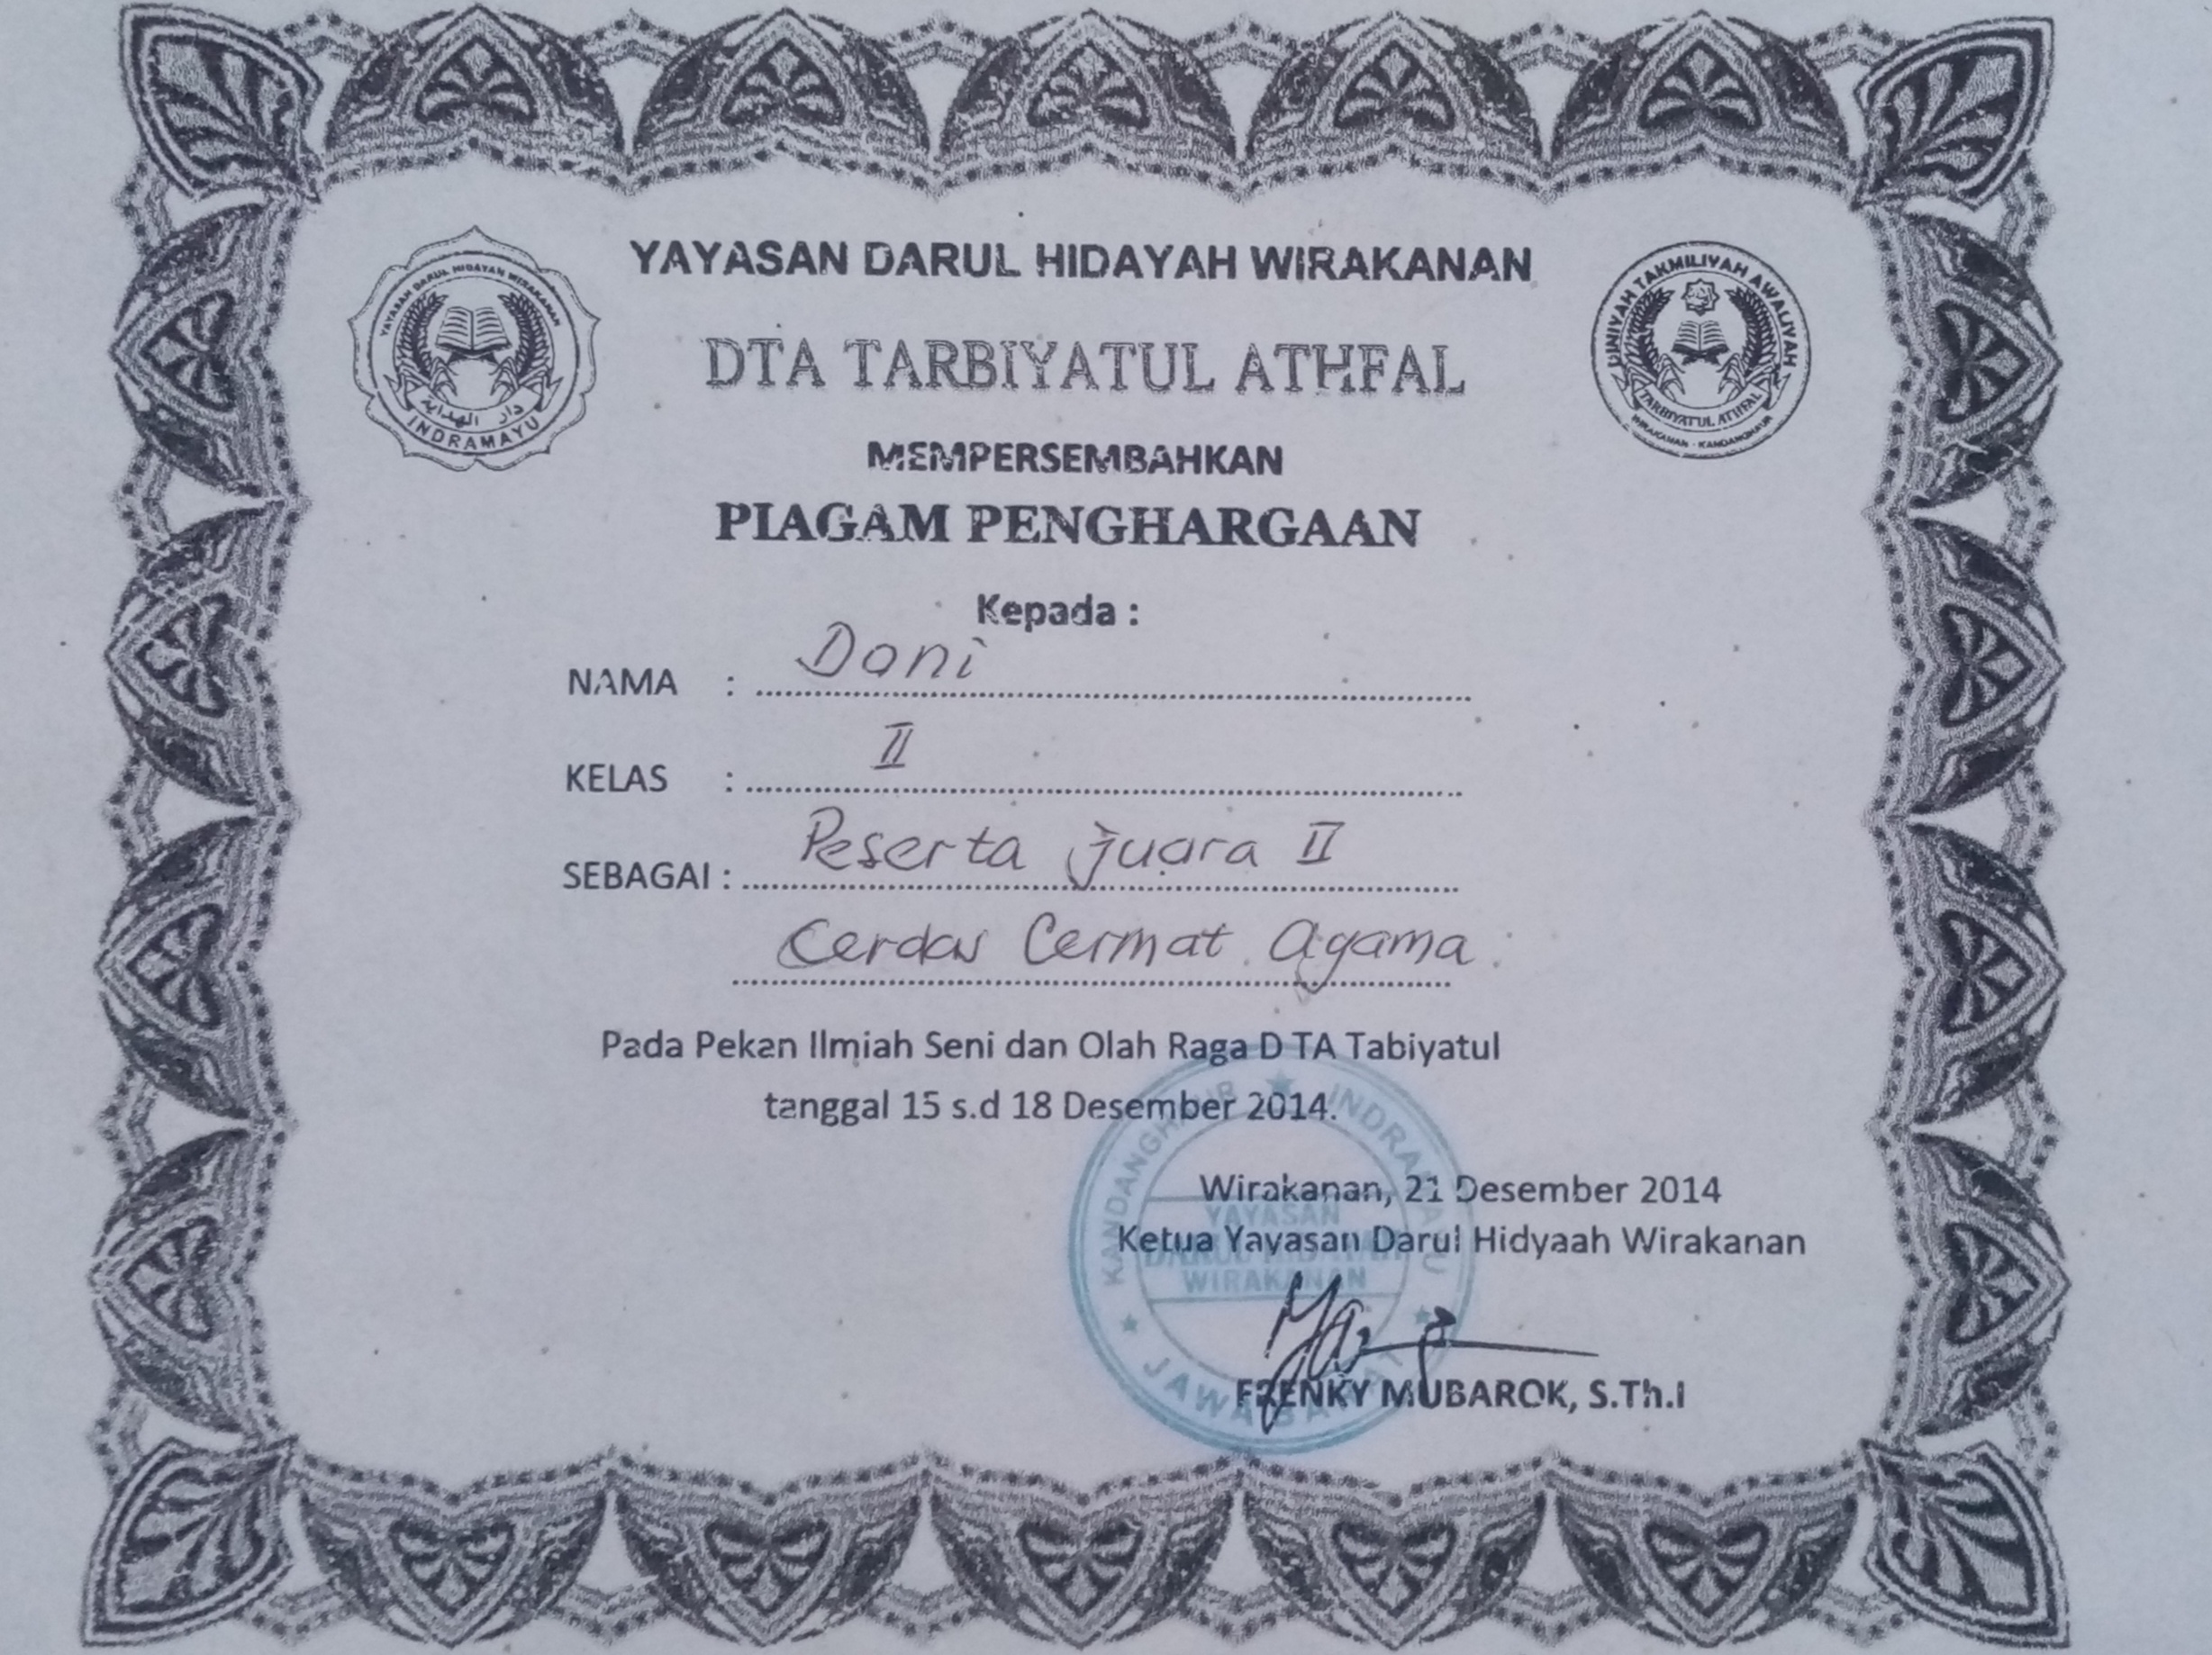 YAYASAN DARUL HIDAYAH WIRAKANAN
YAYASAN DARUL HIDAYAH WIRAKANAN
دار الهداية
INDRAMAYU
DINIYAH TAKMILIYAH AWALIYAH
TARBIYATUL ATHFAL
WIRAKANAN - KANDANGHAUR
DTA TARBIYATUL ATHFAL
MEMPERSEMBAHKAN
PIAGAM PENGHARGAAN
Kepada :
NAMA : Dani
KELAS : II
SEBAGAI : Peserta juara II
Cerdas Cermat Agama
Pada Pekan Ilmiah Seni dan Olah Raga D TA Tabiyatul
tanggal 15 s.d 18 Desember 2014.
Wirakanan, 21 Desember 2014
Ketua Yayasan Darul Hidyaah Wirakanan
KANDANGHAUR ★ INDRAMAYU
YAYASAN
DARUL HIDAYAH
WIRAKANAN
JAWA BARAT
FRENKY MUBAROK, S.Th.I